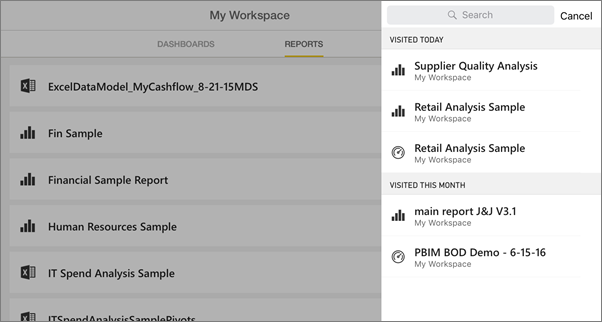 My Workspace
DASHBOARDS
REPORTS
ExcelDataModel_MyCashflow_8-21-15MDS
Fin Sample
Financial Sample Report
Human Resources Sample
IT Spend Analysis Sample
ITSpendAnalysisSamplePivots
Search
Cancel
VISITED TODAY
Supplier Quality Analysis
My Workspace
Retail Analysis Sample
My Workspace
Retail Analysis Sample
My Workspace
VISITED THIS MONTH
main report J&J V3.1
My Workspace
PBIM BOD Demo - 6-15-16
My Workspace